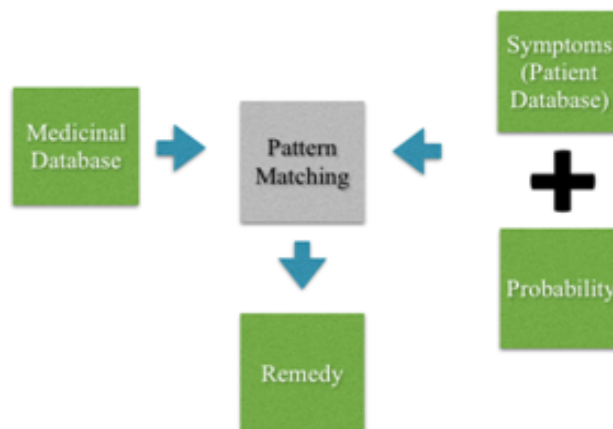 Symptoms
(Patient
Database)
Medicinal
Database
Pattern
Matching
Probability
Remedy